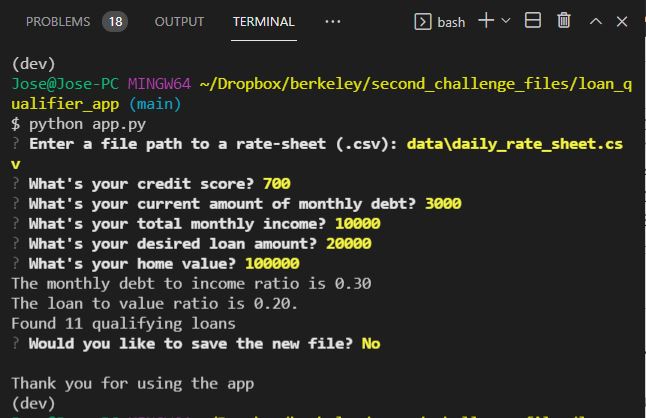 PROBLEMS 18 OUTPUT TERMINAL ... bash
(dev)
Jose@Jose-PC MINGW64 ~/Dropbox/berkeley/second_challenge_files/loan_q
ualifier_app (main)
$ python app.py
? Enter a file path to a rate-sheet (.csv): data\daily_rate_sheet.cs
v
? What's your credit score? 700
? What's your current amount of monthly debt? 3000
? What's your total monthly income? 10000
? What's your desired loan amount? 20000
? What's your home value? 100000
The monthly debt to income ratio is 0.30
The loan to value ratio is 0.20.
Found 11 qualifying loans
? Would you like to save the new file? No
Thank you for using the app
(dev)